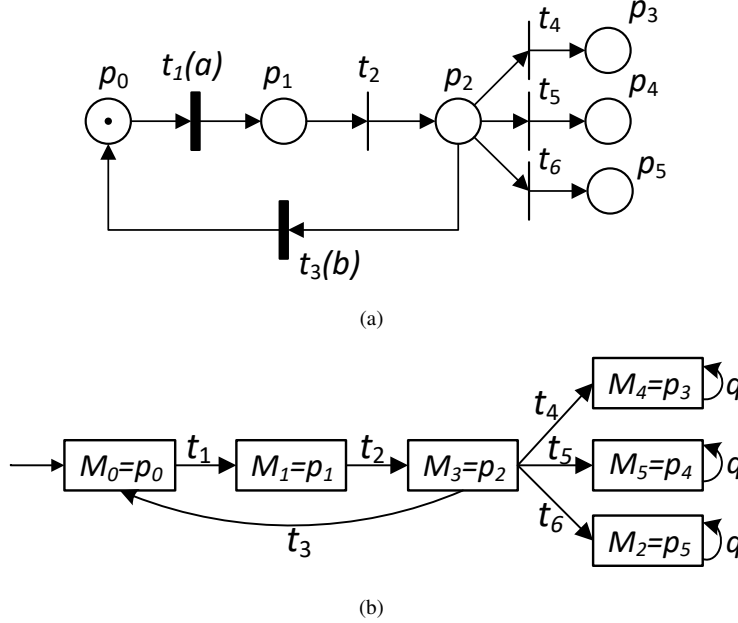 p0 t1(a) p1 t2 p2 t4 p3
t5 p4
t6 p5
t3(b)
(a)
M0=p0 t1 M1=p1 t2 M3=p2 t4 M4=p3 q
t5 M5=p4 q
t6 M2=p5 q
t3
(b)